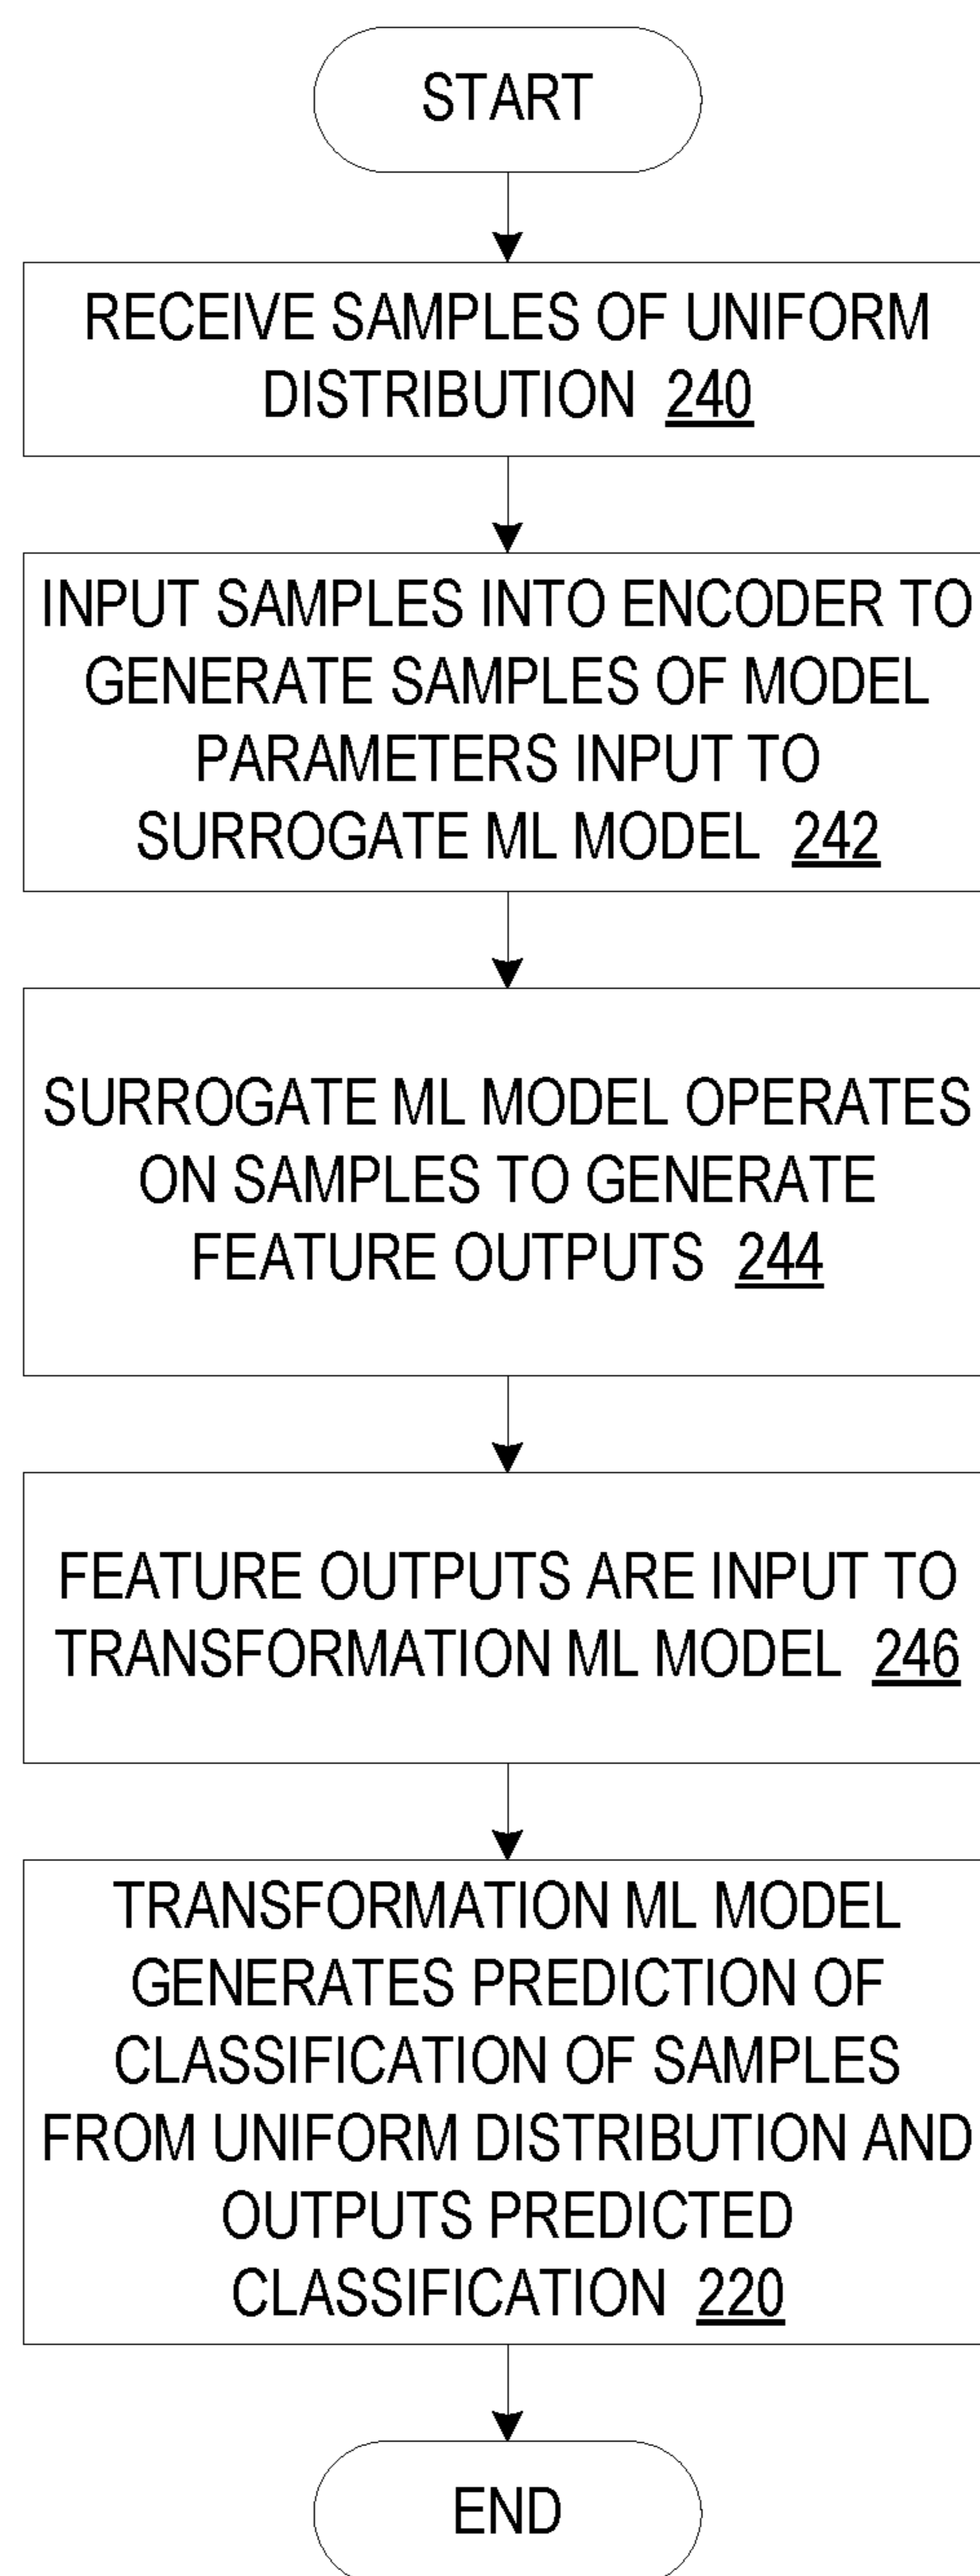 START
RECEIVE SAMPLES OF UNIFORM
DISTRIBUTION 240
INPUT SAMPLES INTO ENCODER TO
GENERATE SAMPLES OF MODEL
PARAMETERS INPUT TO
SURROGATE ML MODEL 242
SURROGATE ML MODEL OPERATES
ON SAMPLES TO GENERATE
FEATURE OUTPUTS 244
FEATURE OUTPUTS ARE INPUT TO
TRANSFORMATION ML MODEL 246
TRANSFORMATION ML MODEL
GENERATES PREDICTION OF
CLASSIFICATION OF SAMPLES
FROM UNIFORM DISTRIBUTION AND
OUTPUTS PREDICTED
CLASSIFICATION 220
END